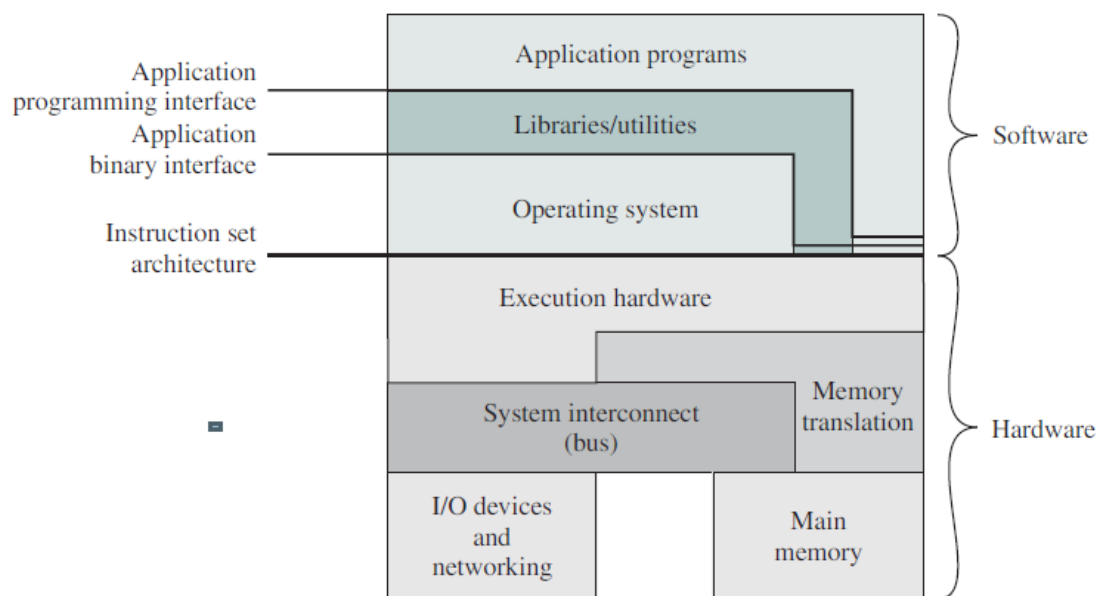 Application programs
Application
programming interface
Libraries/utilities
Application
binary interface
Software
Operating system
Instruction set
architecture
Execution hardware
Memory
translation
System interconnect
(bus)
Hardware
I/O devices
and
networking
Main
memory